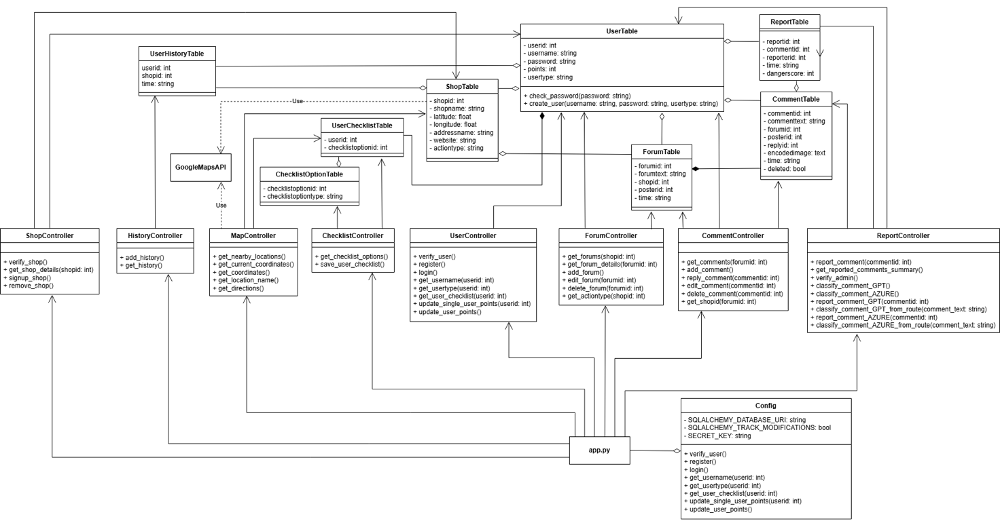 UserHistoryTable
userid: int
shopid: int
time: string
ShopTable
- shopid: int
- shopname: string
- latitude: float
- longitude: float
- addressname: string
- website: string
- actiontype: string
UserTable
- userid: int
- username: string
- password: string
- points: int
- usertype: string
+ check_password(password: string)
+ create_user(username: string, password: string, usertype: string)
ReportTable
- reportid: int
- commentid: int
- reporterid: int
- time: string
- dangerscore: int
CommentTable
- commentid: int
- commenttext: string
- forumid: int
- posterid: int
- replyid: int
- encodedimage: text
- time: string
- deleted: bool
Use
UserChecklistTable
- userid: int
- checklistoptionid: int
GoogleMapsAPI
ChecklistOptionTable
- checklistoptionid: int
- checklistoptiontype: string
ForumTable
- forumid: int
- forumtext: string
- shopid: int
- posterid: int
- time: string
Use
ShopController
+ verify_shop()
+ get_shop_details(shopid: int)
+ signup_shop()
+ remove_shop()
HistoryController
+ add_history()
+ get_history()
MapController
+ get_nearby_locations()
+ get_current_coordinates()
+ get_coordinates()
+ get_location_name()
+ get_directions()
ChecklistController
+ get_checklist_options()
+ save_user_checklist()
UserController
+ verify_user()
+ register()
+ login()
+ get_username(userid: int)
+ get_usertype(userid: int)
+ get_user_checklist(userid: int)
+ update_single_user_points(userid: int)
+ update_user_points()
ForumController
+ get_forums(shopid: int)
+ get_forum_details(forumid: int)
+ add_forum()
+ edit_forum(forumid: int)
+ delete_forum(forumid: int)
+ get_actiontype(shopid: int)
CommentController
+ get_comments(forumid: int)
+ add_comment()
+ reply_comment(commentid: int)
+ edit_comment(commentid: int)
+ delete_comment(commentid: int)
+ get_shopid(forumid: int)
ReportController
+ report_comment(commentid: int)
+ get_reported_comments_summary()
+ verify_admin()
+ classify_comment_GPT()
+ classify_comment_AZURE()
+ report_comment_GPT(commentid: int)
+ classify_comment_GPT_from_route(comment_text: string)
+ report_comment_AZURE(commentid: int)
+ classify_comment_AZURE_from_route(comment_text: string)
app.py
Config
- SQLALCHEMY_DATABASE_URI: string
- SQLALCHEMY_TRACK_MODIFICATIONS: bool
- SECRET_KEY: string
+ verify_user()
+ register()
+ login()
+ get_username(userid: int)
+ get_usertype(userid: int)
+ get_user_checklist(userid: int)
+ update_single_user_points(userid: int)
+ update_user_points()